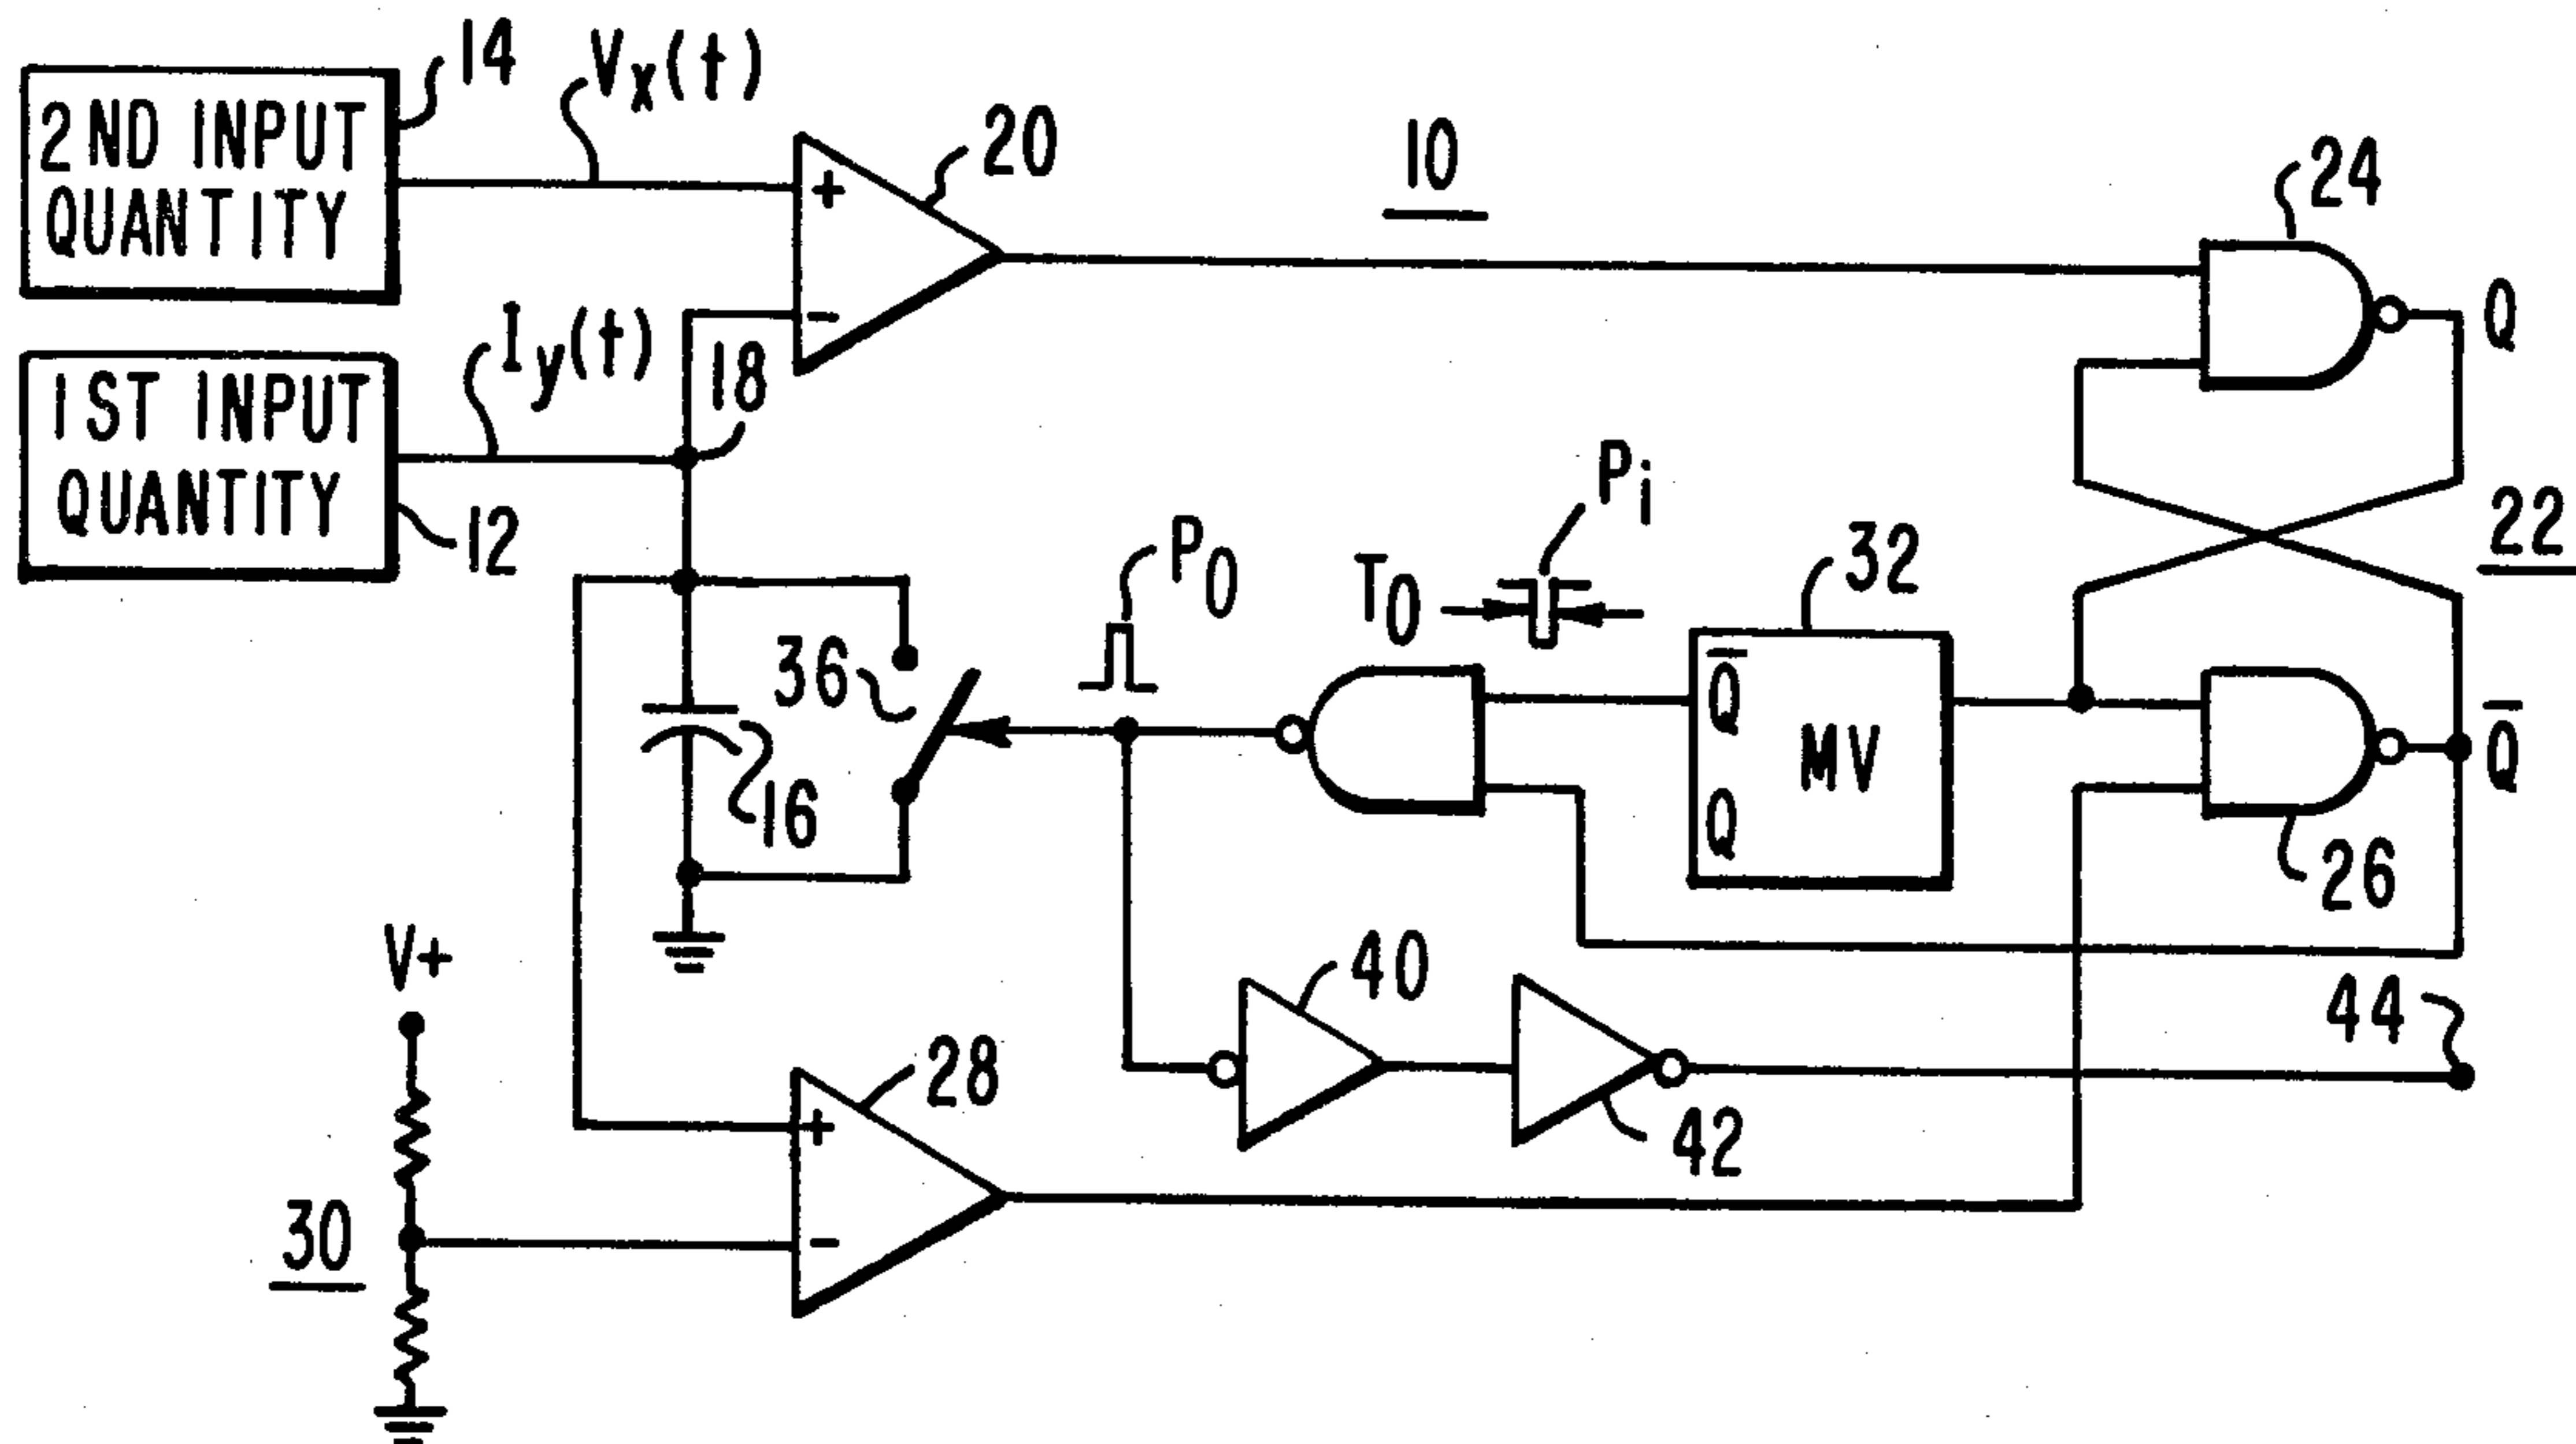 14
2ND INPUT
QUANTITY
Vx(t)
20
10
24
Q
1ST INPUT
QUANTITY
12
Iy(t)
18
Pi
P0
T0
32
22
36
Q̅
MV
Q
Q̅
16
26
V+
40
44
28
42
30
+
-
+
-